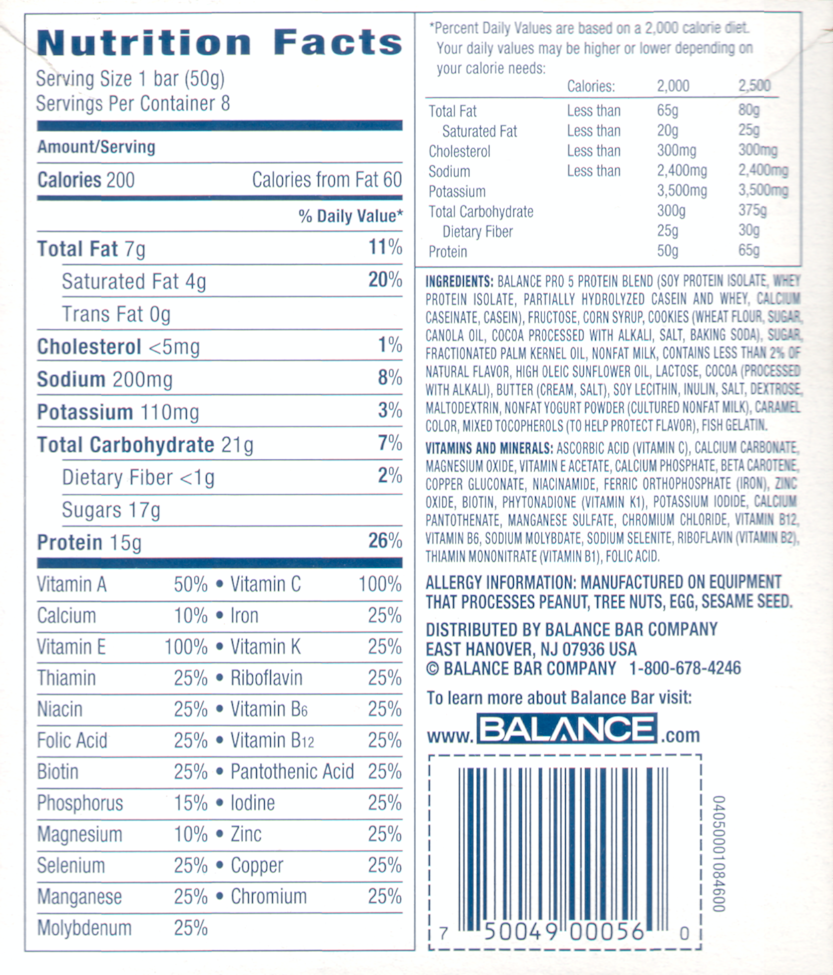 Nutrition Facts
Serving Size 1 bar (50g)
Servings Per Container 8
Amount/Serving
Calories 200 Calories from Fat 60
% Daily Value*
Total Fat 7g 11%
Saturated Fat 4g 20%
Trans Fat 0g
Cholesterol <5mg 1%
Sodium 200mg 8%
Potassium 110mg 3%
Total Carbohydrate 21g 7%
Dietary Fiber <1g 2%
Sugars 17g
Protein 15g 26%
Vitamin A 50% • Vitamin C 100%
Calcium 10% • Iron 25%
Vitamin E 100% • Vitamin K 25%
Thiamin 25% • Riboflavin 25%
Niacin 25% • Vitamin B6 25%
Folic Acid 25% • Vitamin B12 25%
Biotin 25% • Pantothenic Acid 25%
Phosphorus 15% • Iodine 25%
Magnesium 10% • Zinc 25%
Selenium 25% • Copper 25%
Manganese 25% • Chromium 25%
Molybdenum 25%
*Percent Daily Values are based on a 2,000 calorie diet.
Your daily values may be higher or lower depending on
your calorie needs:
Calories: 2,000 2,500
Total Fat Less than 65g 80g
Saturated Fat Less than 20g 25g
Cholesterol Less than 300mg 300mg
Sodium Less than 2,400mg 2,400mg
Potassium 3,500mg 3,500mg
Total Carbohydrate 300g 375g
Dietary Fiber 25g 30g
Protein 50g 65g
INGREDIENTS: BALANCE PRO 5 PROTEIN BLEND (SOY PROTEIN ISOLATE, WHEY
PROTEIN ISOLATE, PARTIALLY HYDROLYZED CASEIN AND WHEY, CALCIUM
CASEINATE, CASEIN), FRUCTOSE, CORN SYRUP, COOKIES (WHEAT FLOUR, SUGAR,
CANOLA OIL, COCOA PROCESSED WITH ALKALI, SALT, BAKING SODA), SUGAR,
FRACTIONATED PALM KERNEL OIL, NONFAT MILK, CONTAINS LESS THAN 2% OF
NATURAL FLAVOR, HIGH OLEIC SUNFLOWER OIL, LACTOSE, COCOA (PROCESSED
WITH ALKALI), BUTTER (CREAM, SALT), SOY LECITHIN, INULIN, SALT, DEXTROSE,
MALTODEXTRIN, NONFAT YOGURT POWDER (CULTURED NONFAT MILK), CARAMEL
COLOR, MIXED TOCOPHEROLS (TO HELP PROTECT FLAVOR), FISH GELATIN.
VITAMINS AND MINERALS: ASCORBIC ACID (VITAMIN C), CALCIUM CARBONATE,
MAGNESIUM OXIDE, VITAMIN E ACETATE, CALCIUM PHOSPHATE, BETA CAROTENE,
COPPER GLUCONATE, NIACINAMIDE, FERRIC ORTHOPHOSPHATE (IRON), ZINC
OXIDE, BIOTIN, PHYTONADIONE (VITAMIN K1), POTASSIUM IODIDE, CALCIUM
PANTOTHENATE, MANGANESE SULFATE, CHROMIUM CHLORIDE, VITAMIN B12,
VITAMIN B6, SODIUM MOLYBDATE, SODIUM SELENITE, RIBOFLAVIN (VITAMIN B2),
THIAMIN MONONITRATE (VITAMIN B1), FOLIC ACID.
ALLERGY INFORMATION: MANUFACTURED ON EQUIPMENT
THAT PROCESSES PEANUT, TREE NUTS, EGG, SESAME SEED.
DISTRIBUTED BY BALANCE BAR COMPANY
EAST HANOVER, NJ 07936 USA
© BALANCE BAR COMPANY 1-800-678-4246
To learn more about Balance Bar visit:
www.BALANCE.com
7 50049 00056 0
04050001084600